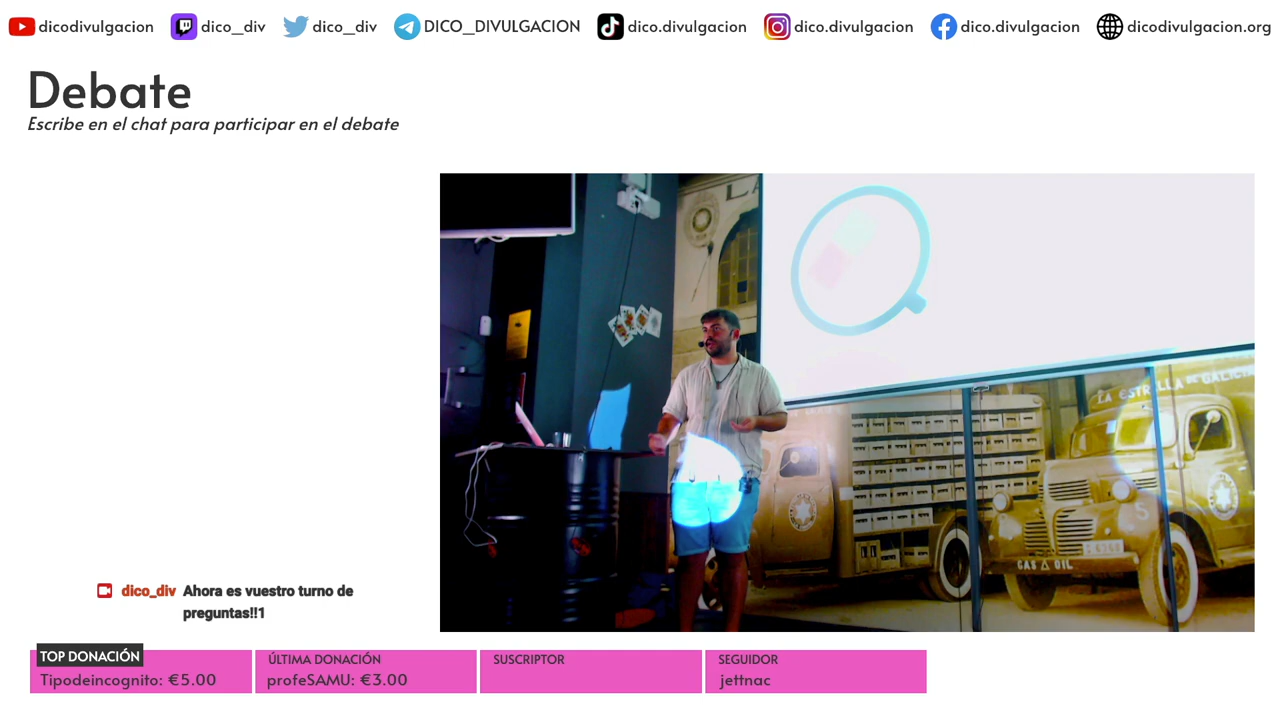 dicodivulgacion dico_div dico_div DICO_DIVULGACION dico.divulgacion dico.divulgacion dico.divulgacion dicodivulgacion.org
Debate
Escribe en el chat para participar en el debate
LA
LA ESTRELLA DE GALICIA
5
GAS OIL
dico_div Ahora es vuestro turno de
preguntas!!1
TOP DONACIÓN
Tipodeincognito: €5.00
ÚLTIMA DONACIÓN
profeSAMU: €3.00
SUSCRIPTOR
SEGUIDOR
jettnac